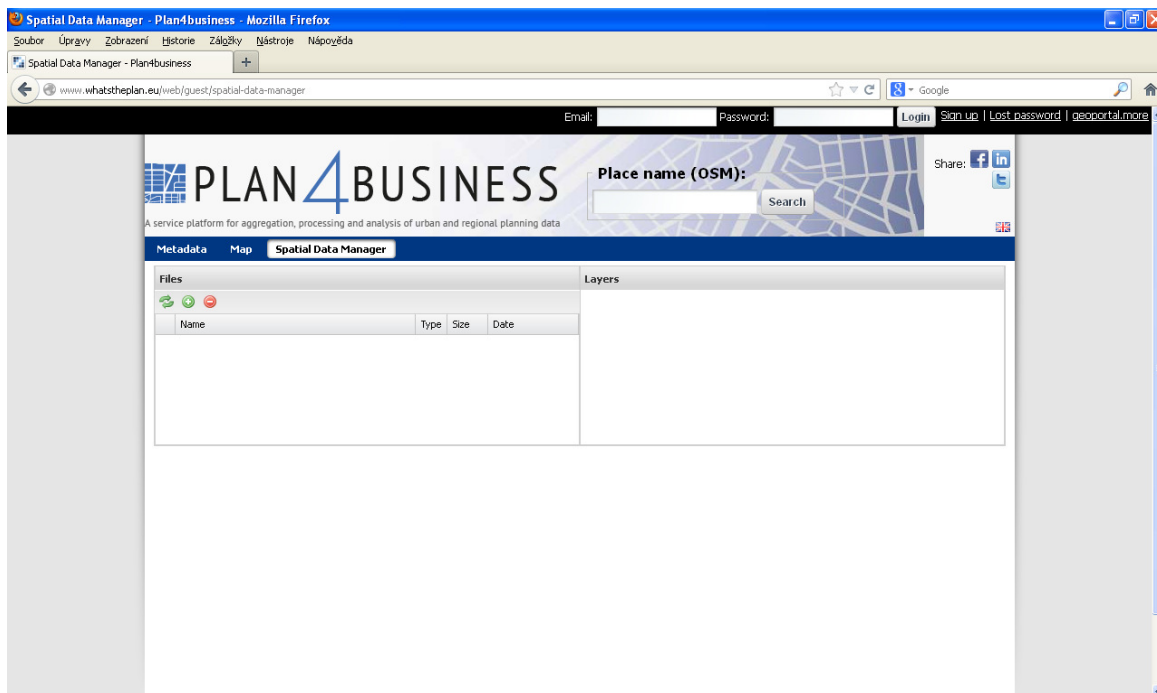 Spatial Data Manager - Plan4business - Mozilla Firefox
Soubor Úpravy Zobrazení Historie Záložky Nástroje Nápověda
Spatial Data Manager - Plan4business +
www.whatstheplan.eu/web/guest/spatial-data-manager
Google
Email: Password: Login Sign up | Lost password | geoportal.more
PLAN4BUSINESS
A service platform for aggregation, processing and analysis of urban and regional planning data
Place name (OSM):
Search
Share: f in
t
Metadata Map Spatial Data Manager
Files
Layers
Name Type Size Date